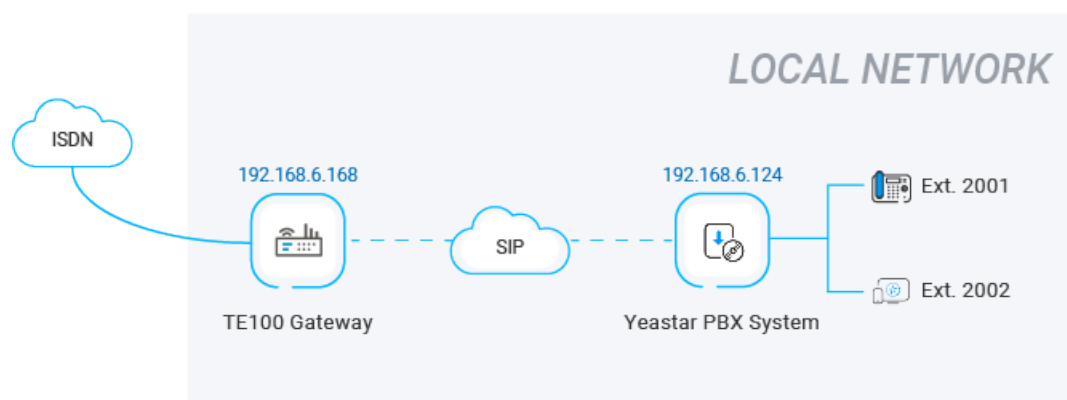 LOCAL NETWORK
ISDN
192.168.6.168
192.168.6.124
Ext. 2001
SIP
Ext. 2002
TE100 Gateway
Yeastar PBX System